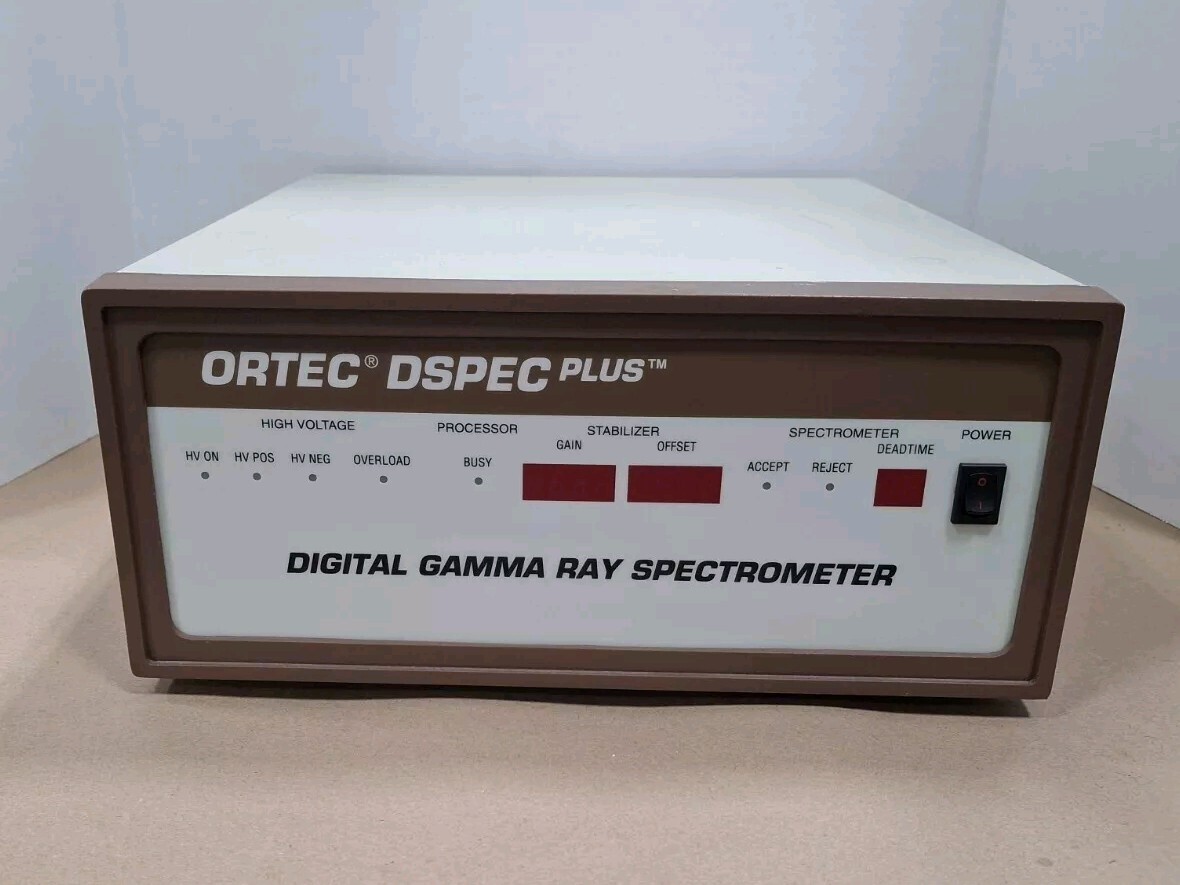 ORTEC® DSPEC PLUS™
HIGH VOLTAGE
HV ON HV POS HV NEG OVERLOAD
PROCESSOR
BUSY
STABILIZER
GAIN OFFSET
SPECTROMETER
ACCEPT REJECT DEADTIME
POWER
O
I
DIGITAL GAMMA RAY SPECTROMETER